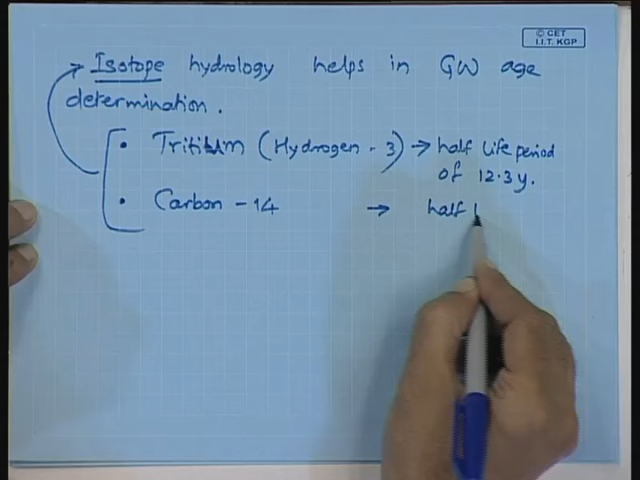 © CET
I.I.T. KGP
Isotope hydrology helps in GW age
determination.
• Tritium (Hydrogen - 3) → half life period
of 12.3y.
• Carbon - 14 → half l